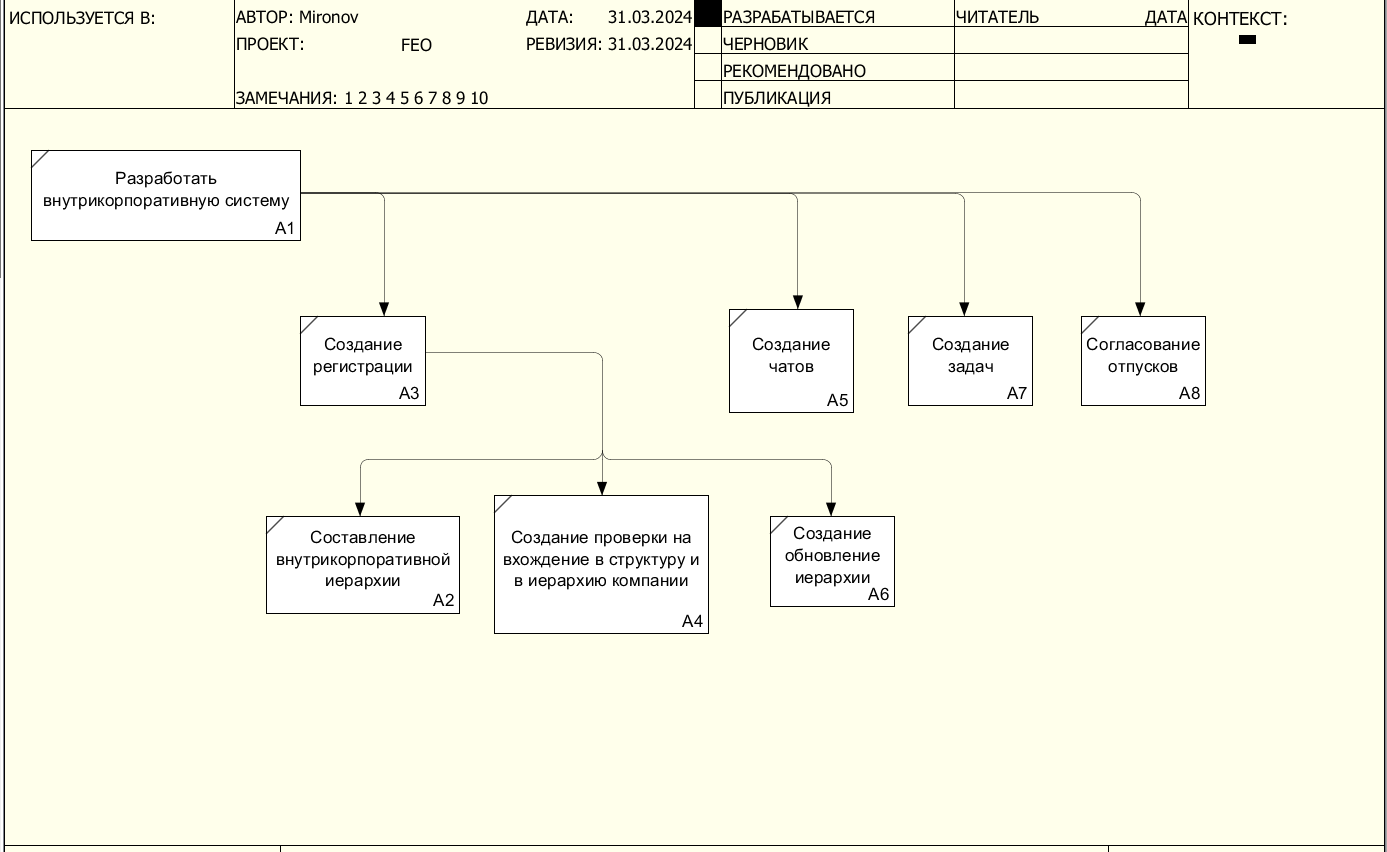 ИСПОЛЬЗУЕТСЯ В:
АВТОР: Mironov
ДАТА: 31.03.2024
ПРОЕКТ: FEO
РЕВИЗИЯ: 31.03.2024
ЗАМЕЧАНИЯ: 1 2 3 4 5 6 7 8 9 10
РАЗРАБАТЫВАЕТСЯ
ЧЕРНОВИК
РЕКОМЕНДОВАНО
ПУБЛИКАЦИЯ
ЧИТАТЕЛЬ
ДАТА
КОНТЕКСТ:
Разработать
внутрикорпоративную систему
A1
Создание
регистрации
A3
Создание
чатов
A5
Создание
задач
A7
Согласование
отпусков
A8
Составление
внутрикорпоративной
иерархии
A2
Создание проверки на
вхождение в структуру и
в иерархию компании
A4
Создание
обновление
иерархии
A6